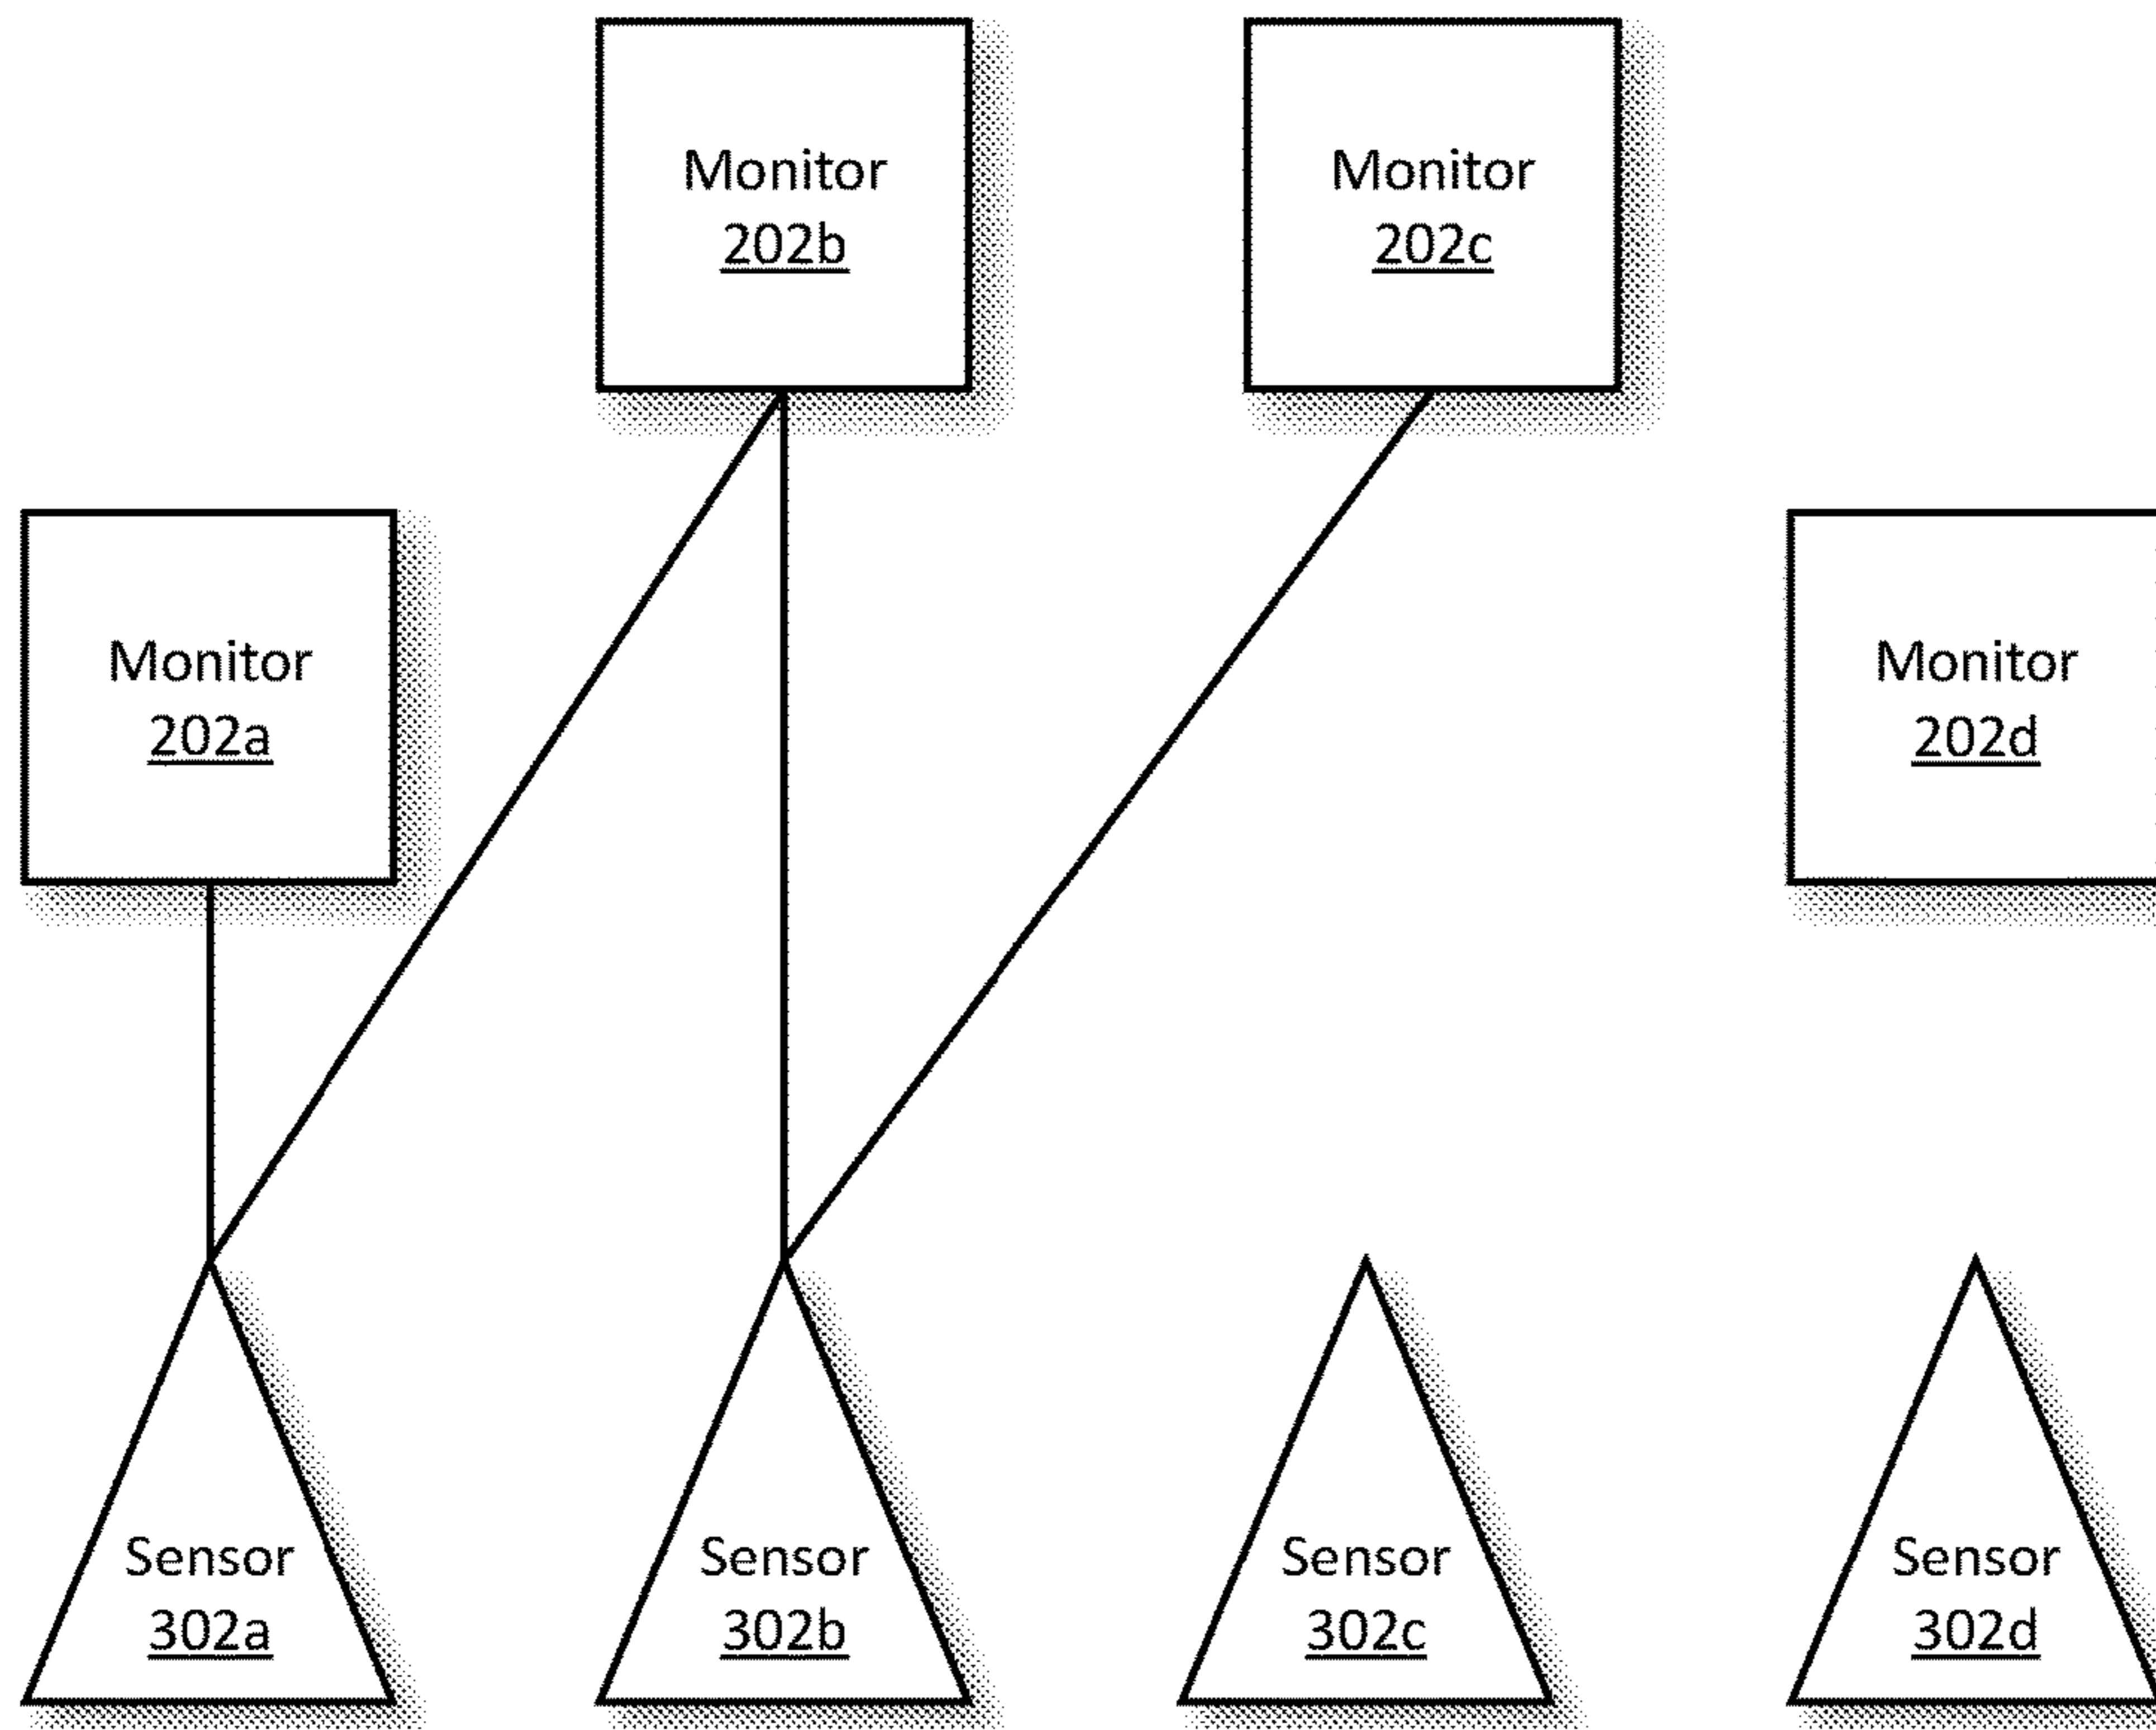 Monitor
202b
Monitor
202c
Monitor
202a
Monitor
202d
Sensor
302a
Sensor
302b
Sensor
302c
Sensor
302d